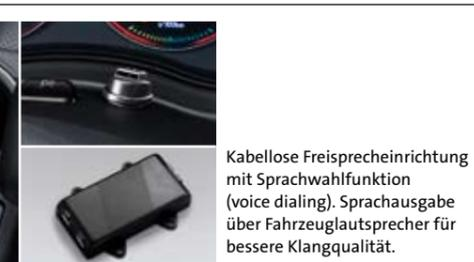 Kabellose Freisprecheinrichtung
mit Sprachwahlfunktion
(voice dialing). Sprachausgabe
über Fahrzeuglautsprecher für
bessere Klangqualität.